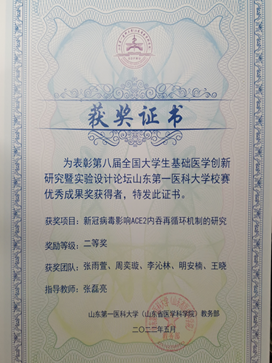 获奖证书
为表彰第八届全国大学生基础医学创新
研究暨实验设计论坛山东第一医科大学校赛
优秀成果奖获得者，特发此证书。
获奖项目：新冠病毒影响ACE2内吞再循环机制的研究
奖励等级：二等奖
获奖团队：张雨萱、周奕璇、李沁林、明安楠、王晓
指导教师：张磊亮
山东第一医科大学（山东省医学科学院）教务部
二〇二二年五月